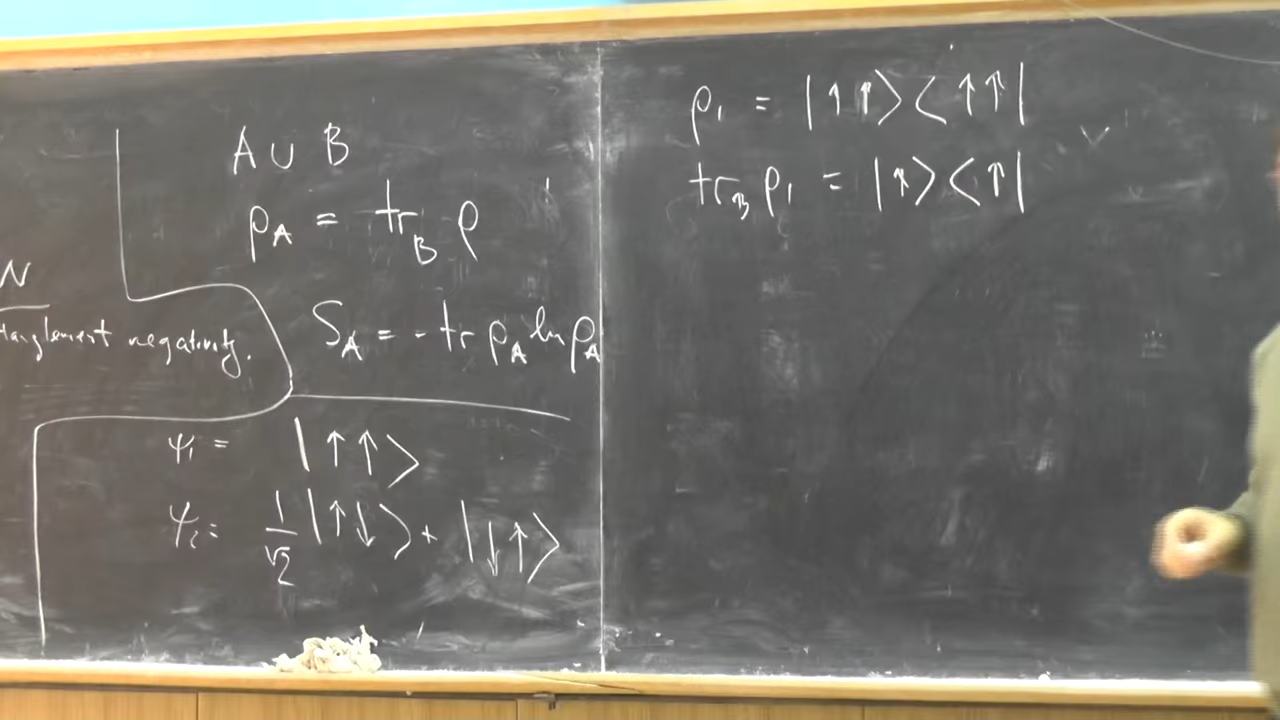 A ∪ B
ρ_A = tr_B ρ
N
tanglement negativity.
S_A = - tr ρ_A ln ρ_A
ψ_1 = |↑↑⟩
ψ_2 = 1/√2 |↑↓⟩ + |↓↑⟩
ρ_1 = |↑↑⟩⟨↑↑|
tr_B ρ_1 = |↑⟩⟨↑|